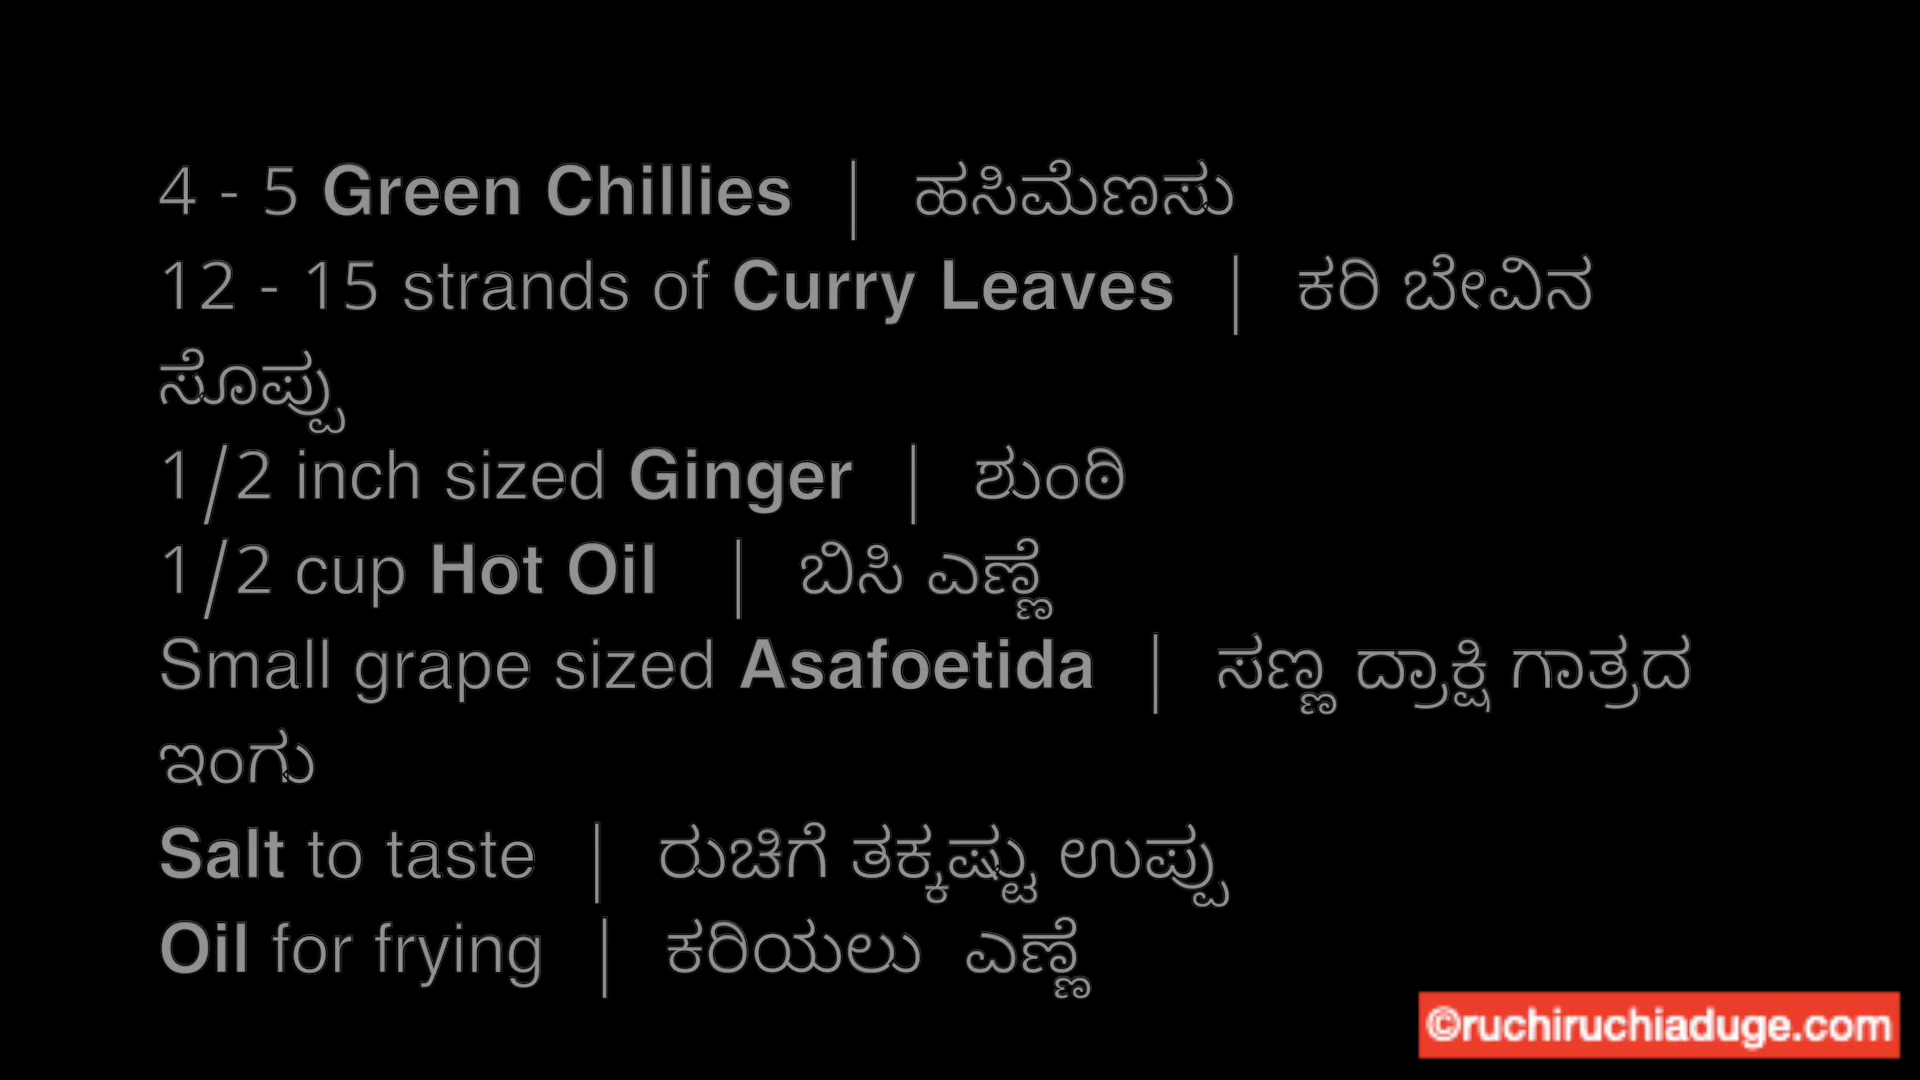 4 - 5 Green Chillies | ಹಸಿಮೆಣಸು
12 - 15 strands of Curry Leaves | ಕರಿ ಬೇವಿನ
ಸೊಪ್ಪು
1/2 inch sized Ginger | ಶುಂಠಿ
1/2 cup Hot Oil | ಬಿಸಿ ಎಣ್ಣೆ
Small grape sized Asafoetida | ಸಣ್ಣ ದ್ರಾಕ್ಷಿ ಗಾತ್ರದ
ಇಂಗು
Salt to taste | ರುಚಿಗೆ ತಕ್ಕಷ್ಟು ಉಪ್ಪು
Oil for frying | ಕರಿಯಲು ಎಣ್ಣೆ
©ruchiruchiaduge.com